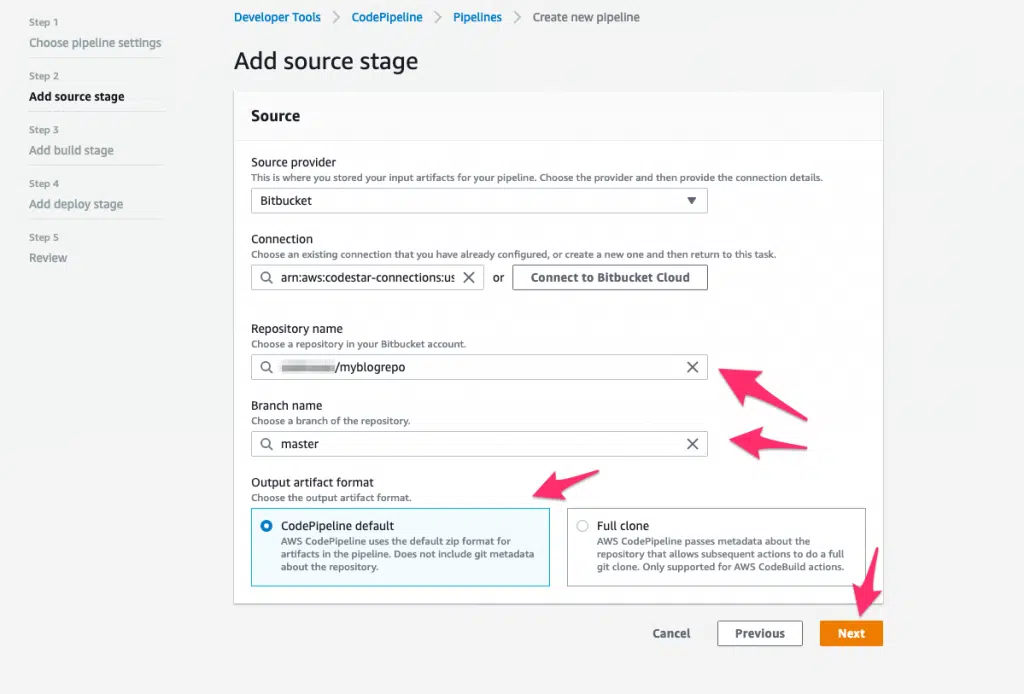 Step 1
Choose pipeline settings
Step 2
Add source stage
Step 3
Add build stage
Step 4
Add deploy stage
Step 5
Review
Developer Tools > CodePipeline > Pipelines > Create new pipeline
Add source stage
Source
Source provider
This is where you stored your input artifacts for your pipeline. Choose the provider and then provide the connection details.
Bitbucket
Connection
Choose an existing connection that you have already configured, or create a new one and then return to this task.
arn:aws:codestar-connections:us or Connect to Bitbucket Cloud
Repository name
Choose a repository in your Bitbucket account.
/myblogrepo
Branch name
Choose a branch of the repository.
master
Output artifact format
Choose the output artifact format.
CodePipeline default
AWS CodePipeline uses the default zip format for
artifacts in the pipeline. Does not include git metadata
about the repository.
Full clone
AWS CodePipeline passes metadata about the
repository that allows subsequent actions to do a full
git clone. Only supported for AWS CodeBuild actions.
Cancel Previous Next